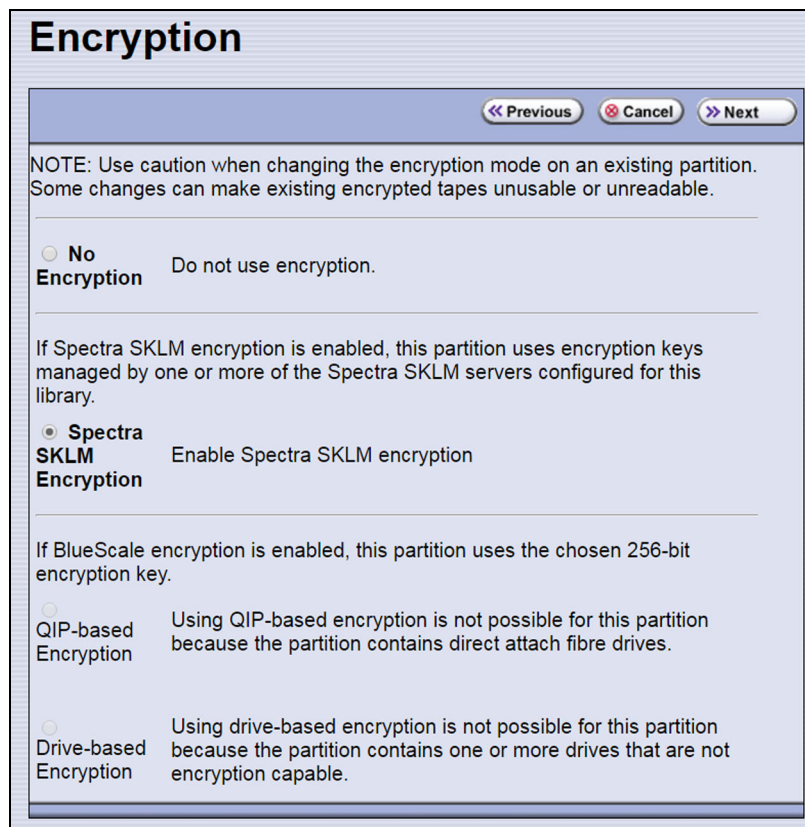 Encryption
Previous Cancel Next
NOTE: Use caution when changing the encryption mode on an existing partition.
Some changes can make existing encrypted tapes unusable or unreadable.
No
Encryption
Do not use encryption.
If Spectra SKLM encryption is enabled, this partition uses encryption keys
managed by one or more of the Spectra SKLM servers configured for this
library.
Spectra
SKLM
Encryption
Enable Spectra SKLM encryption
If BlueScale encryption is enabled, this partition uses the chosen 256-bit
encryption key.
QIP-based
Encryption
Using QIP-based encryption is not possible for this partition
because the partition contains direct attach fibre drives.
Drive-based
Encryption
Using drive-based encryption is not possible for this partition
because the partition contains one or more drives that are not
encryption capable.